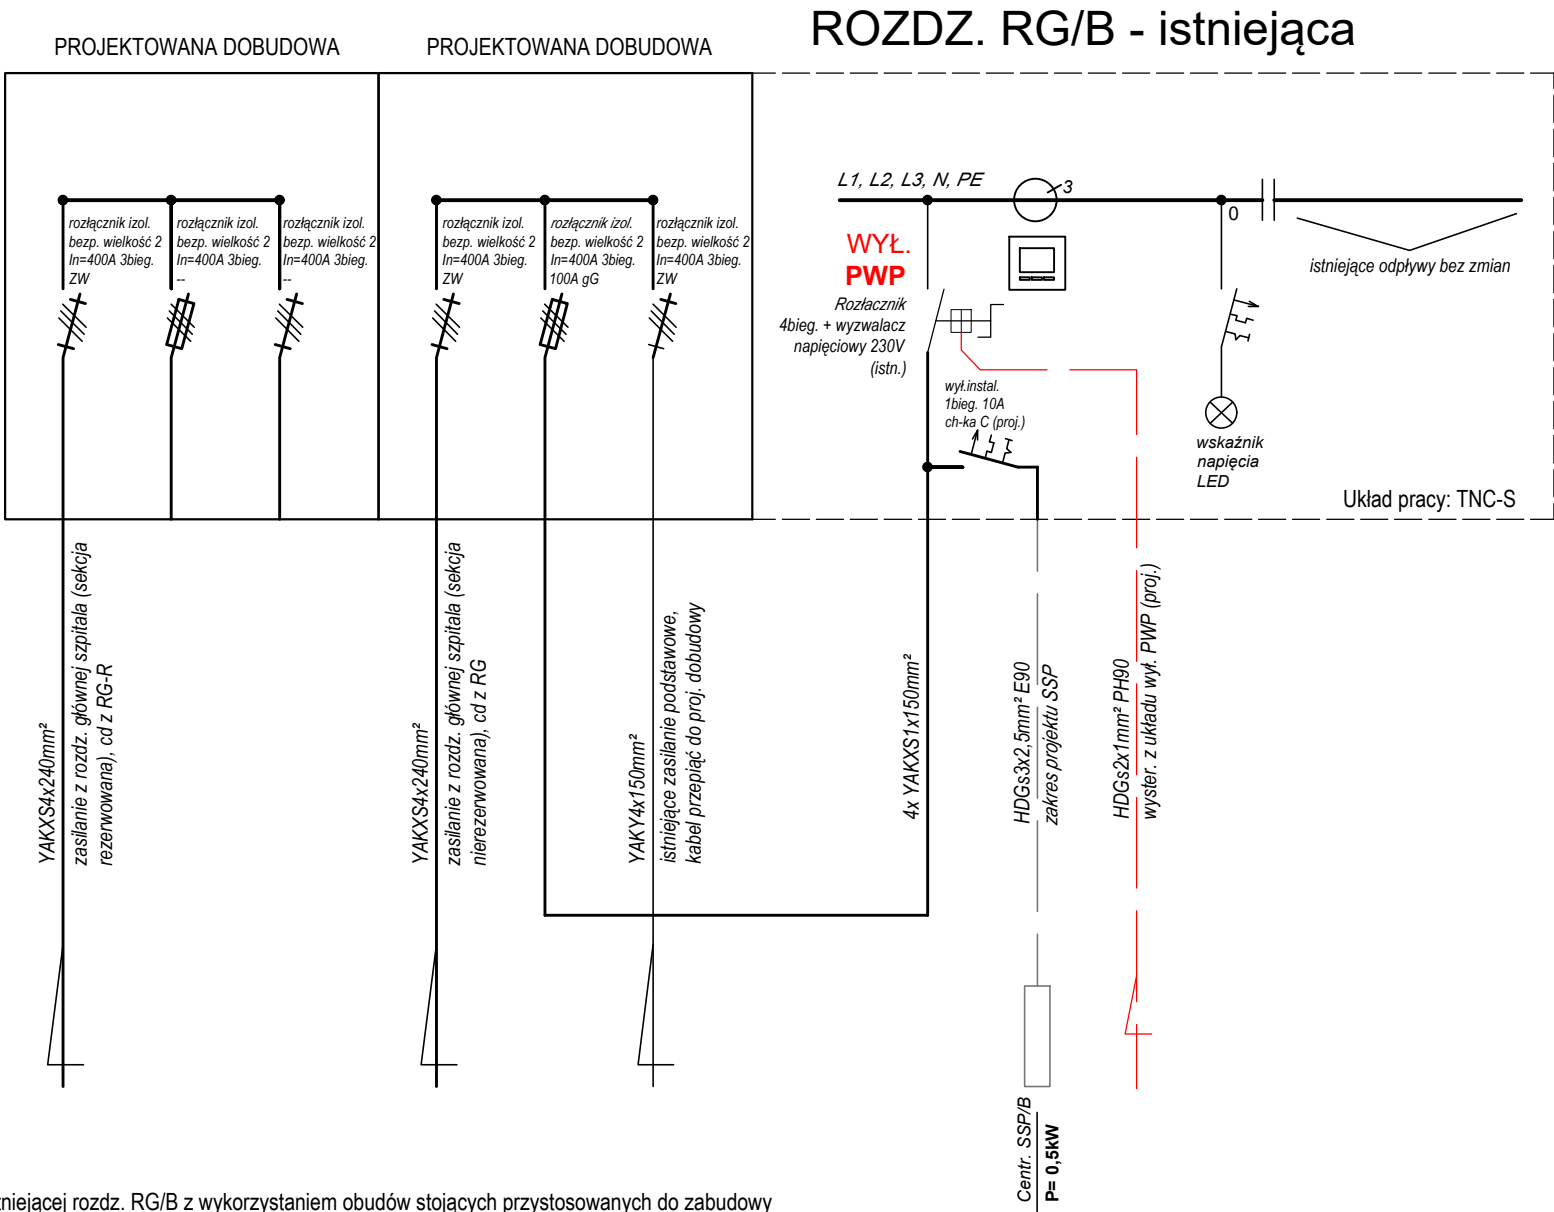 ROZDZ. RG/B - istniejąca
PROJEKTOWANA DOBUDOWA
PROJEKTOWANA DOBUDOWA
rozłącznik izol.
bezp. wielkość 2
In=400A 3bieg.
ZW
rozłącznik izol.
bezp. wielkość 2
In=400A 3bieg.
--
rozłącznik izol.
bezp. wielkość 2
In=400A 3bieg.
--
rozłącznik izol.
bezp. wielkość 2
In=400A 3bieg.
ZW
rozłącznik izol.
bezp. wielkość 2
In=400A 3bieg.
100A gG
rozłącznik izol.
bezp. wielkość 2
In=400A 3bieg.
ZW
L1, L2, L3, N, PE
3
0
WYŁ.
PWP
Rozłacznik
4bieg. + wyzwalacz
napięciowy 230V
(istn.)
wył.instal.
1bieg. 10A
ch-ka C (proj.)
istniejące odpływy bez zmian
wskaźnik
napięcia
LED
Układ pracy: TNC-S
YAKXS4x240mm²
zasilanie z rozdz. głównej szpitala (sekcja
rezerwowana), cd z RG-R
YAKXS4x240mm²
zasilanie z rozdz. głównej szpitala (sekcja
nierezerwowana), cd z RG
YAKY4x150mm²
istniejące zasilanie podstawowe,
kabel przepiąć do proj. dobudowy
4x YAKXS1x150mm²
HDGs3x2,5mm² E90
zakres projektu SSP
HDGs2x1mm² PH90
wyster. z układu wył. PWP (proj.)
Centr. SSP/B
P= 0,5kW
tniejącej rozdz. RG/B z wykorzystaniem obudów stojących przystosowanych do zabudowy